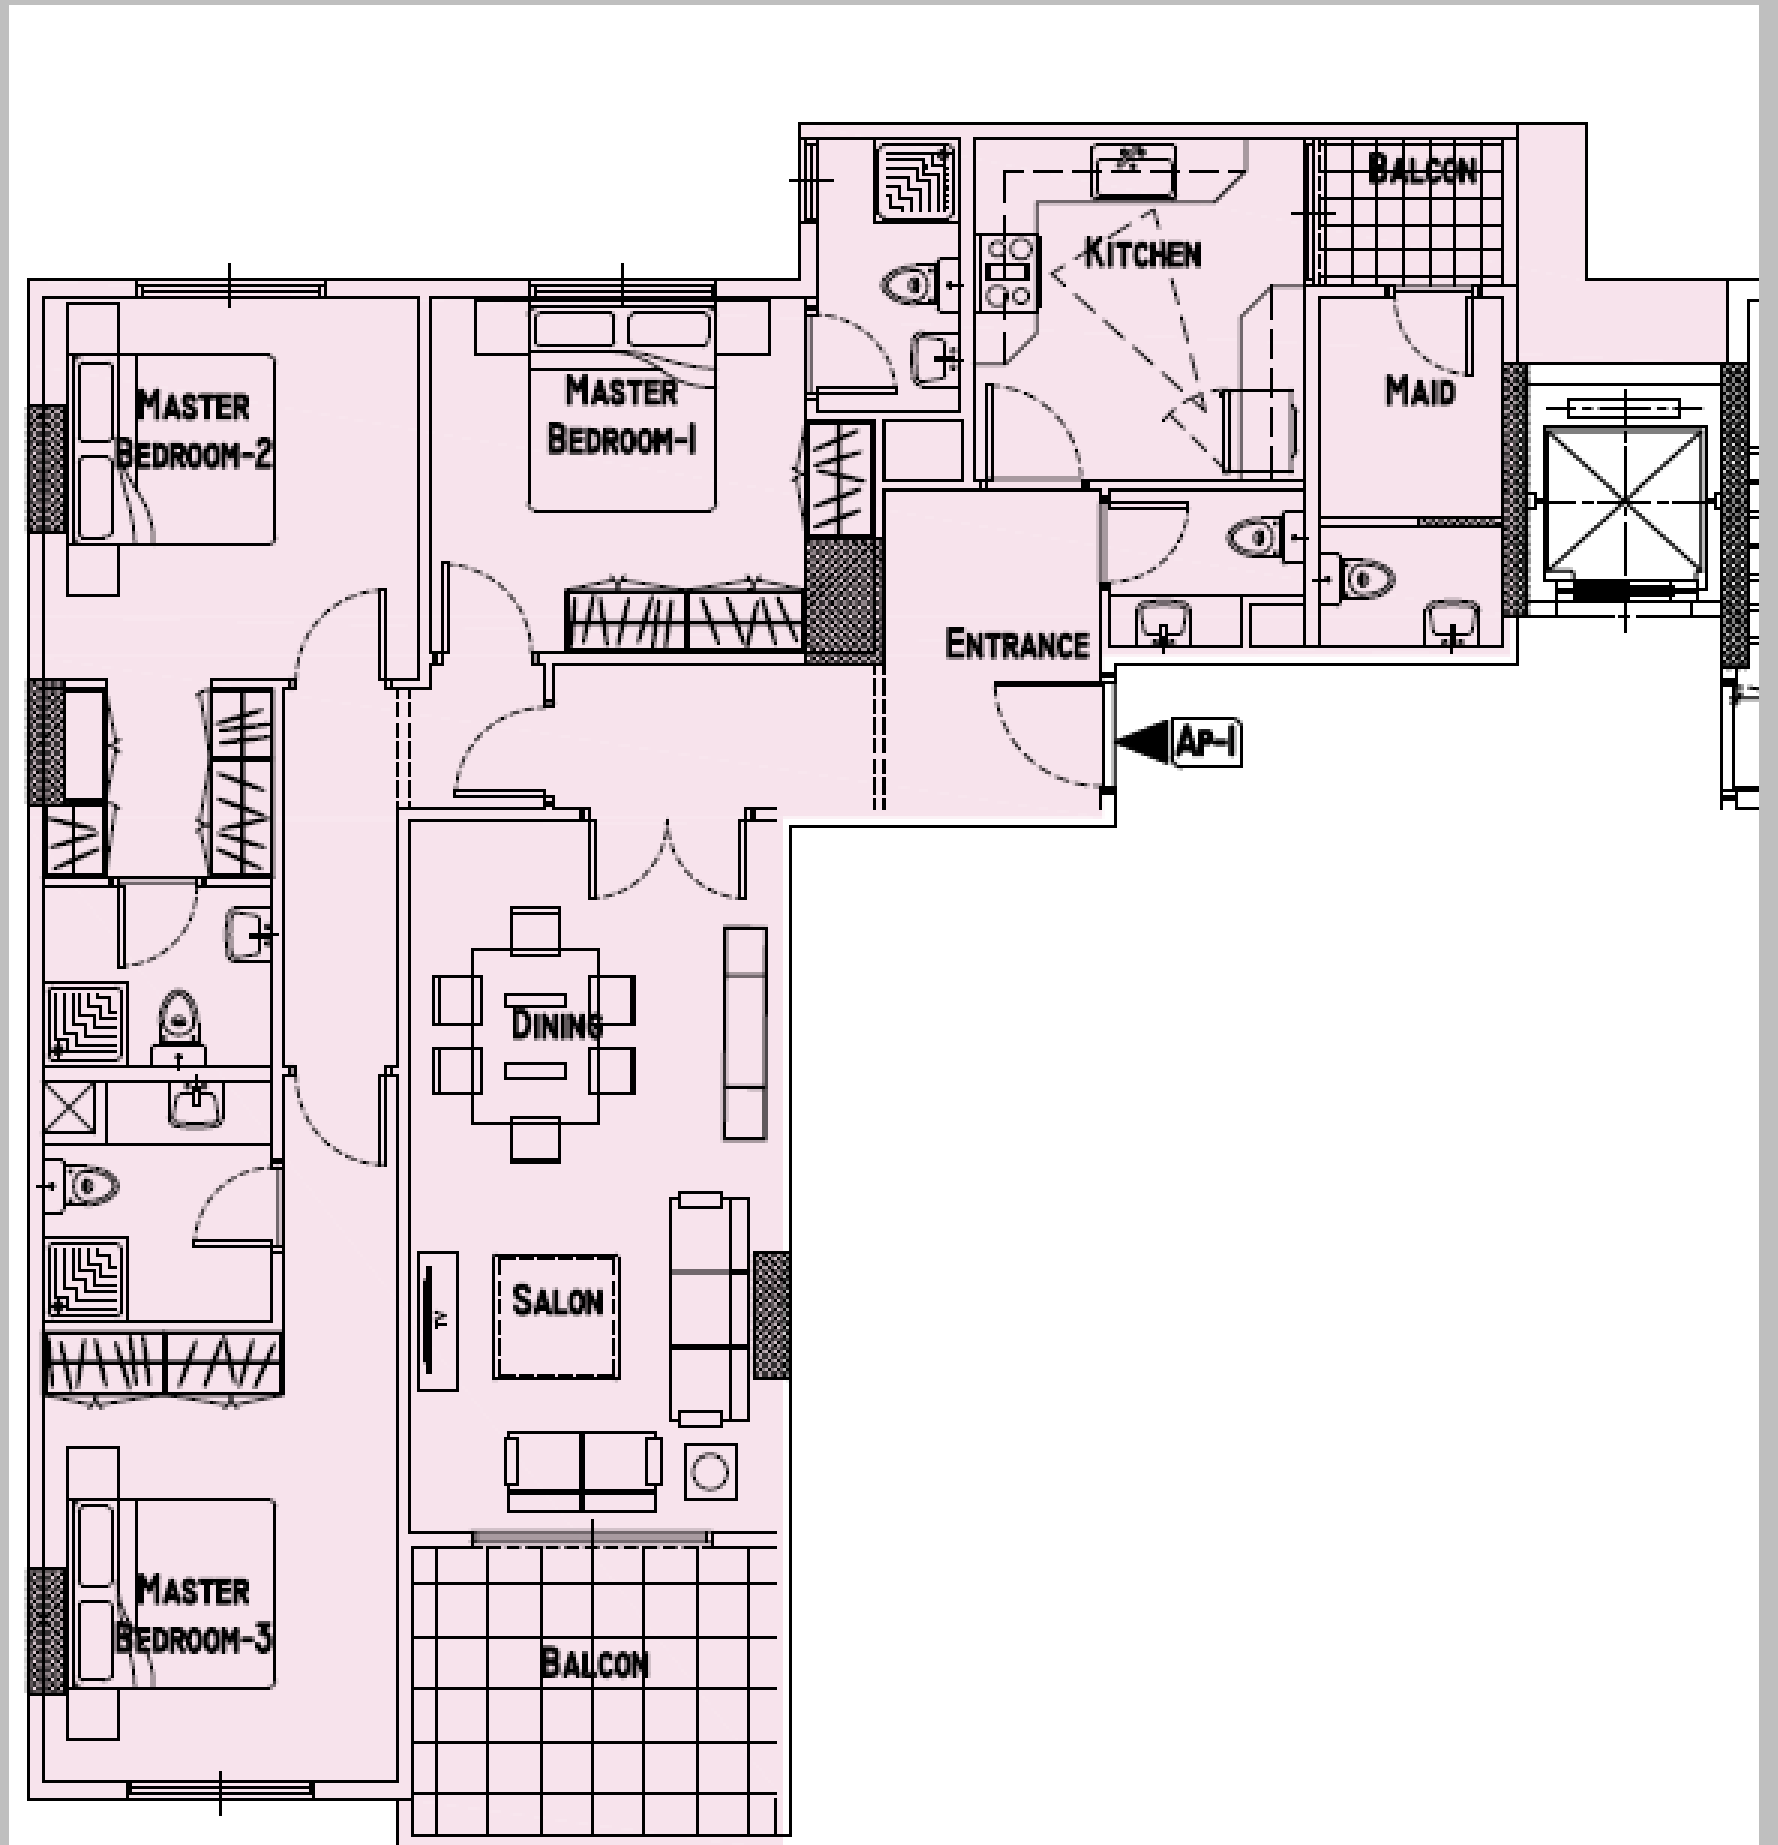 BALCON
KITCHEN
MASTER
BEDROOM-2
MASTER
BEDROOM-1
MAID
ENTRANCE
AP-1
DINING
SALON
TV
MASTER
BEDROOM-3
BALCON